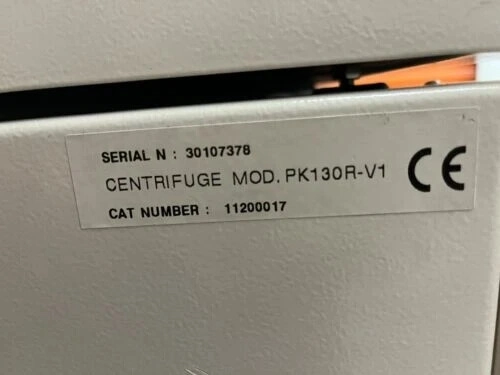 SERIAL N : 30107378
CENTRIFUGE MOD. PK130R-V1 CE
CAT NUMBER : 11200017